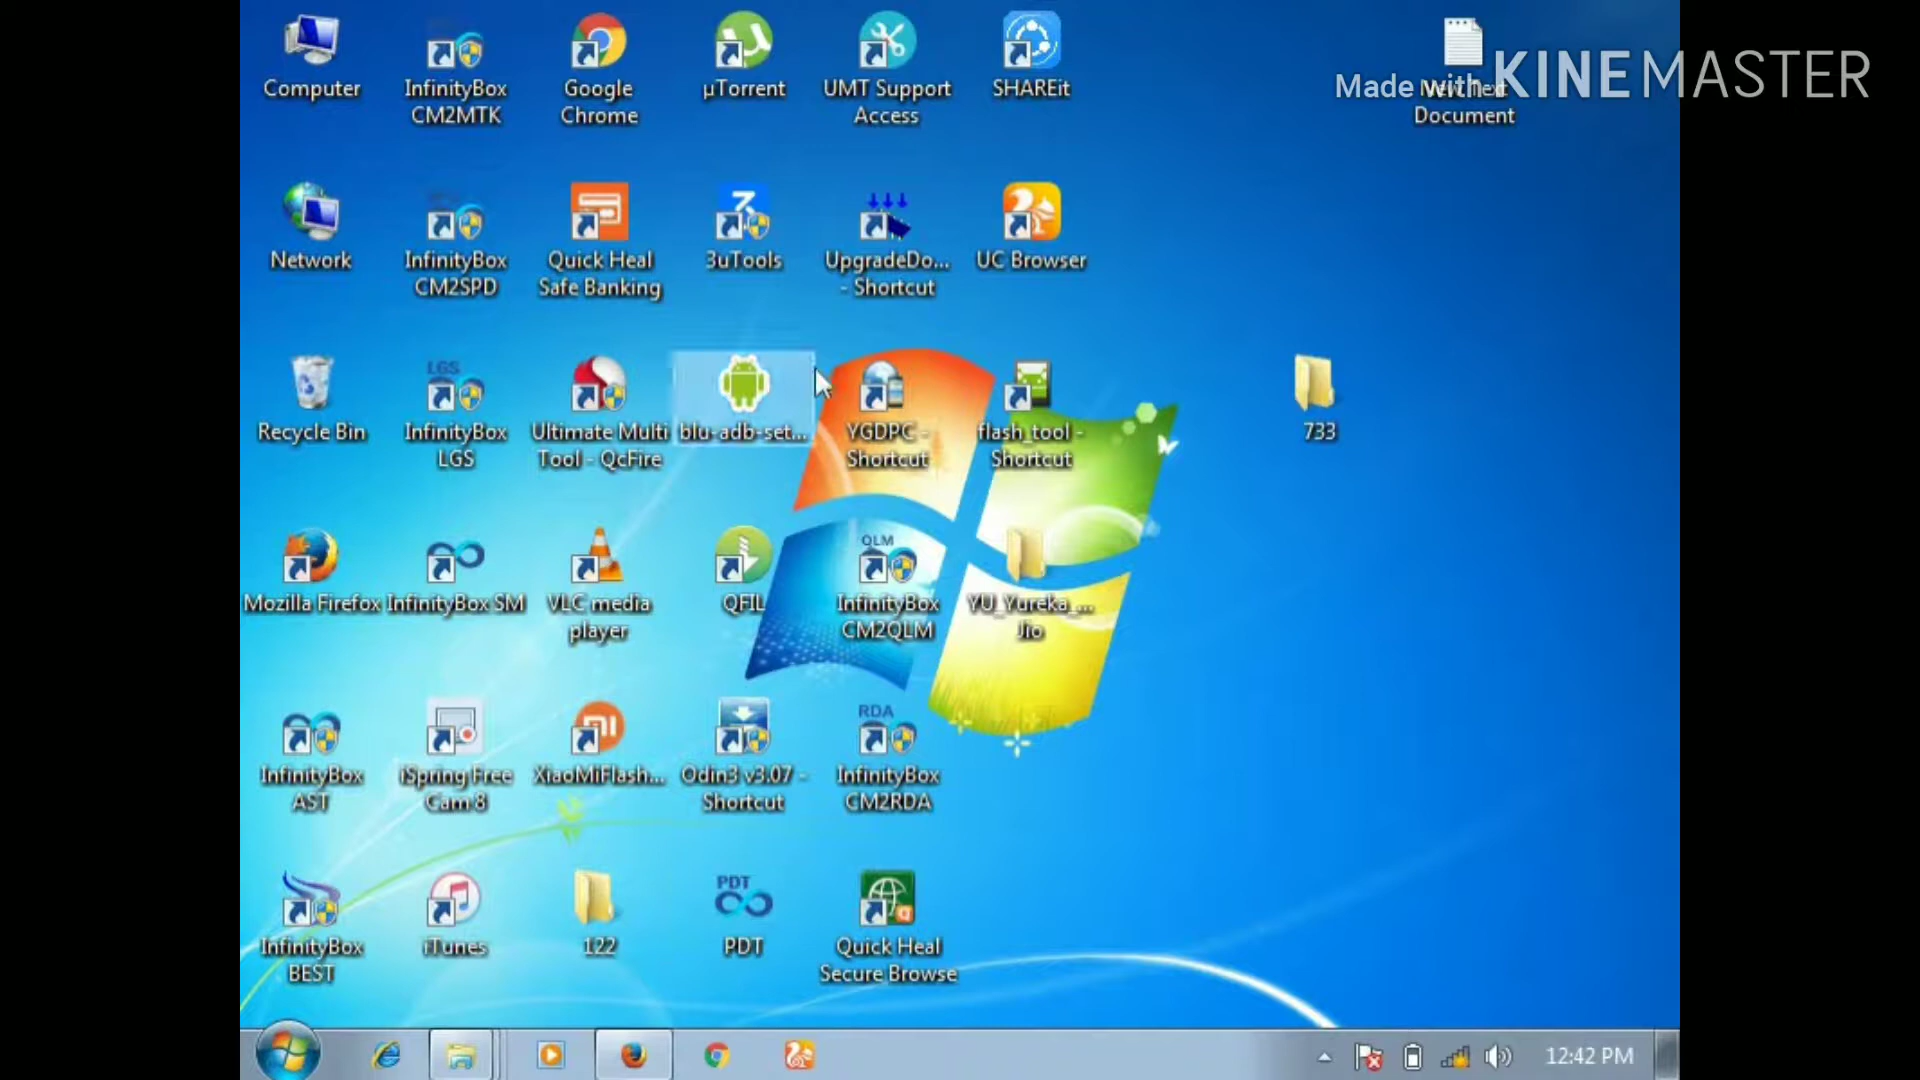 Computer
InfinityBox
CM2MTK
Google
Chrome
µTorrent
UMT Support
Access
SHAREit
Made with KINEMASTER
Document
Network
InfinityBox
CM2SPD
Quick Heal
Safe Banking
3uTools
UpgradeDo...
- Shortcut
UC Browser
Recycle Bin
LGS
InfinityBox
LGS
Ultimate Multi
Tool - QcFire
blu-adb-set...
YGDPC -
Shortcut
flash_tool -
Shortcut
733
Mozilla Firefox
InfinityBox SM
VLC media
player
QFIL
QLM
InfinityBox
CM2QLM
YU_Yureka_...
Jio
InfinityBox
AST
iSpring Free
Cam 8
XiaoMiFlash...
Odin3 v3.07 -
Shortcut
RDA
InfinityBox
CM2RDA
InfinityBox
BEST
iTunes
122
PDT
PDT
Quick Heal
Secure Browse
12:42 PM